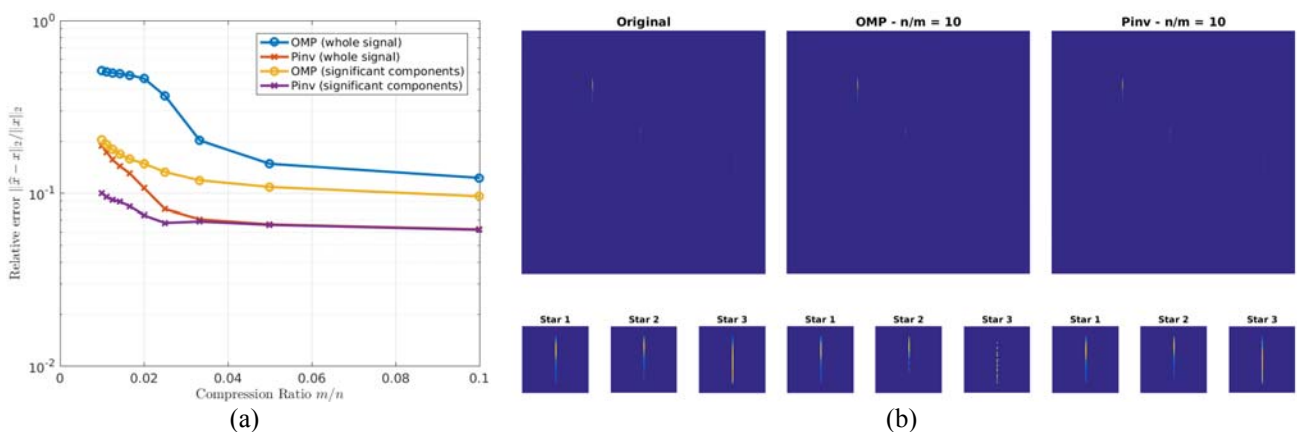 10^0
10^-1
10^-2
Relative error ||x̂ − x||_2/||x||_2
OMP (whole signal)
Pinv (whole signal)
OMP (significant components)
Pinv (significant components)
0 0.02 0.04 0.06 0.08 0.1
Compression Ratio m/n
(a)
Original OMP - n/m = 10 Pinv - n/m = 10
Star 1 Star 2 Star 3 Star 1 Star 2 Star 3 Star 1 Star 2 Star 3
(b)